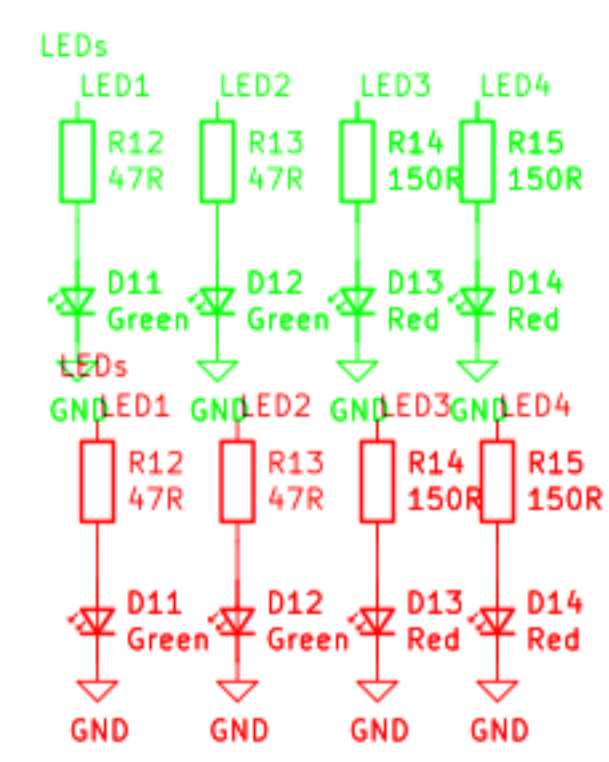 LEDs
LED1 LED2 LED3 LED4
R12 R13 R14 R15
47R 47R 150R 150R
D11 D12 D13 D14
Green Green Red Red
LEDs
GND GND GND GND
LED1 LED2 LED3 LED4
R12 R13 R14 R15
47R 47R 150R 150R
D11 D12 D13 D14
Green Green Red Red
GND GND GND GND